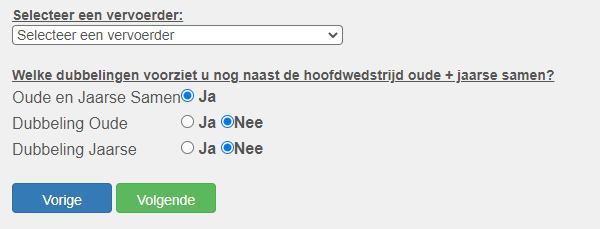 Selecteer een vervoerder:
Selecteer een vervoerder
Welke dubbelingen voorziet u nog naast de hoofdwedstrijd oude + jaarse samen?
Oude en Jaarse Samen Ja
Dubbeling Oude Ja Nee
Dubbeling Jaarse Ja Nee
Vorige Volgende